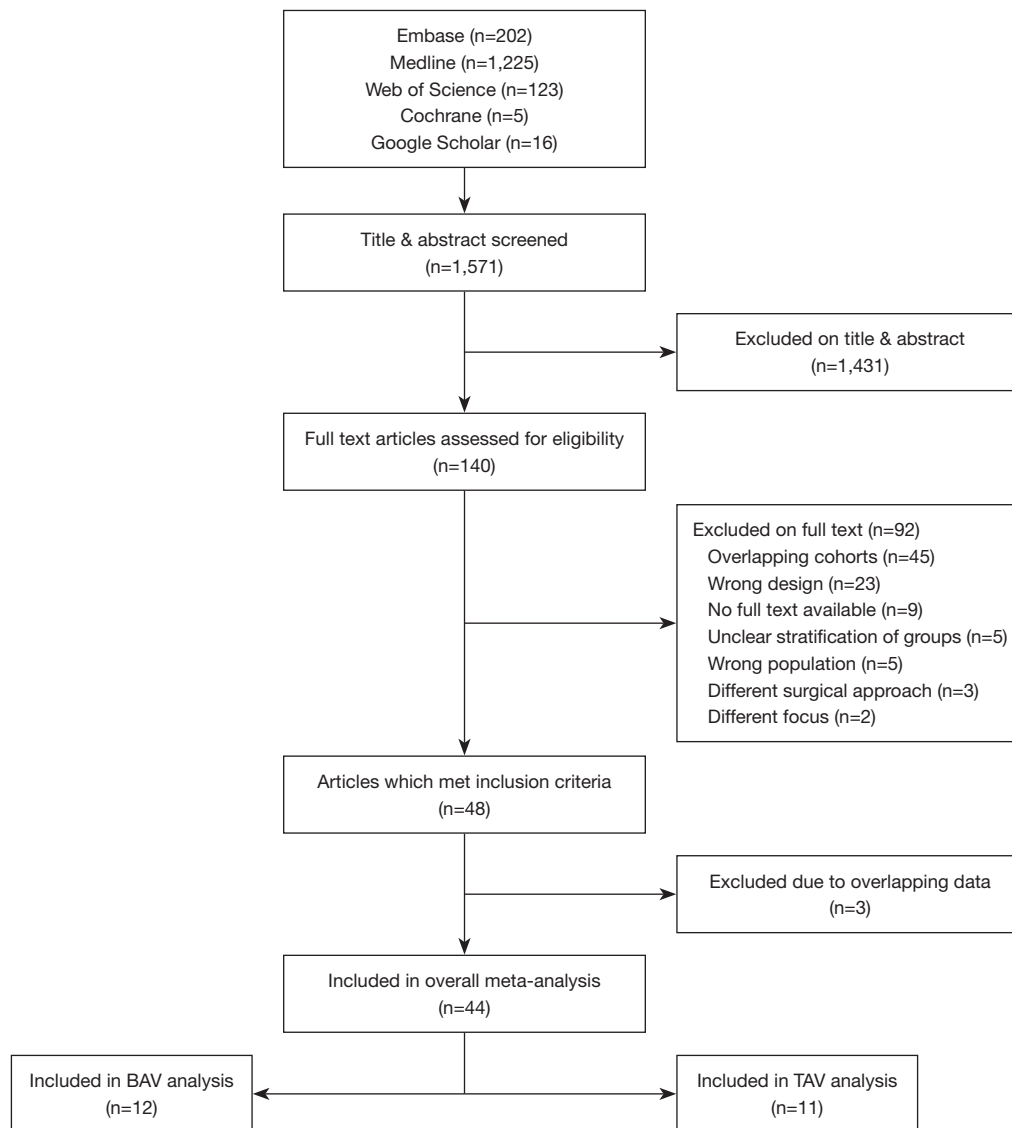 Embase (n=202)
Medline (n=1,225)
Web of Science (n=123)
Cochrane (n=5)
Google Scholar (n=16)
Title & abstract screened
(n=1,571)
Excluded on title & abstract
(n=1,431)
Full text articles assessed for eligibility
(n=140)
Excluded on full text (n=92)
Overlapping cohorts (n=45)
Wrong design (n=23)
No full text available (n=9)
Unclear stratification of groups (n=5)
Wrong population (n=5)
Different surgical approach (n=3)
Different focus (n=2)
Articles which met inclusion criteria
(n=48)
Excluded due to overlapping data
(n=3)
Included in overall meta-analysis
(n=44)
Included in BAV analysis
(n=12)
Included in TAV analysis
(n=11)